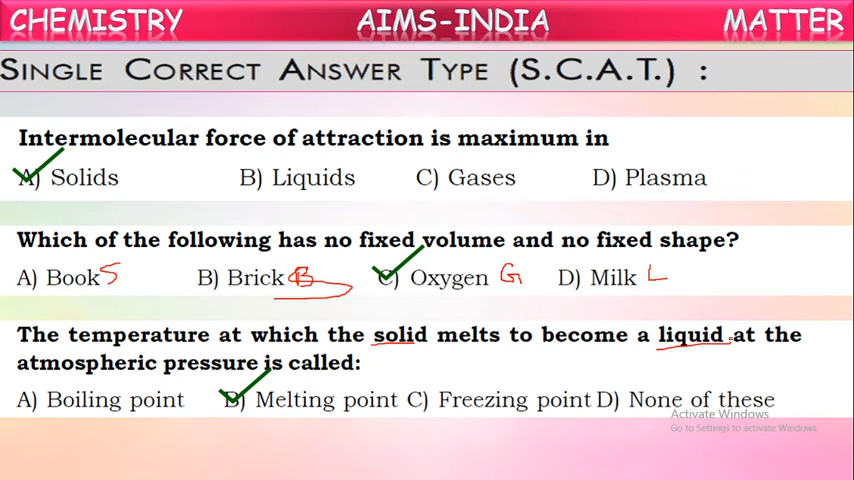 CHEMISTRY AIMS-INDIA MATTER
SINGLE CORRECT ANSWER TYPE (S.C.A.T.) :
Intermolecular force of attraction is maximum in
A) Solids B) Liquids C) Gases D) Plasma
Which of the following has no fixed volume and no fixed shape?
A) Book S B) Brick C) Oxygen G D) Milk L
The temperature at which the solid melts to become a liquid at the
atmospheric pressure is called:
A) Boiling point B) Melting point C) Freezing point D) None of these
Activate Windows
Go to Settings to activate Windows.